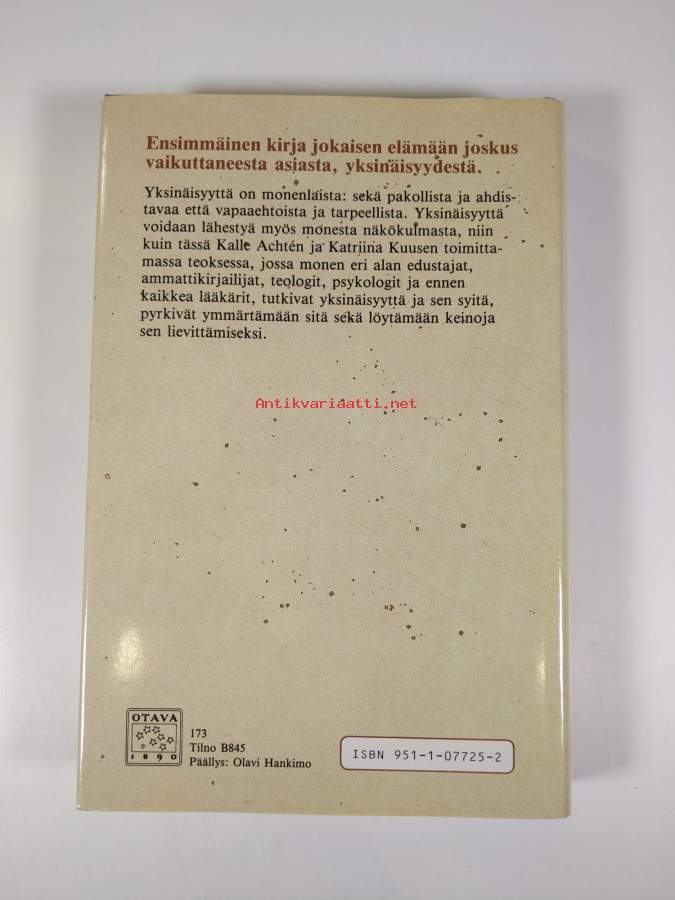 Ensimmäinen kirja jokaisen elämään joskus
vaikuttaneesta asiasta, yksinäisyydestä.
Yksinäisyyttä on monenlaista: sekä pakollista ja ahdis-
tavaa että vapaaehtoista ja tarpeellista. Yksinäisyyttä
voidaan lähestyä myös monesta näkökulmasta, niin
kuin tässä Kalle Achtén ja Katriina Kuusen toimitta-
massa teoksessa, jossa monen eri alan edustajat,
ammattikirjailijat, teologit, psykologit ja ennen
kaikkea lääkärit, tutkivat yksinäisyyttä ja sen syitä,
pyrkivät ymmärtämään sitä sekä löytämään keinoja
sen lievittämiseksi.
Antikvariaatti.net
OTAVA
1890
173
Tilno B845
Päällys: Olavi Hankimo
ISBN 951-1-07725-2